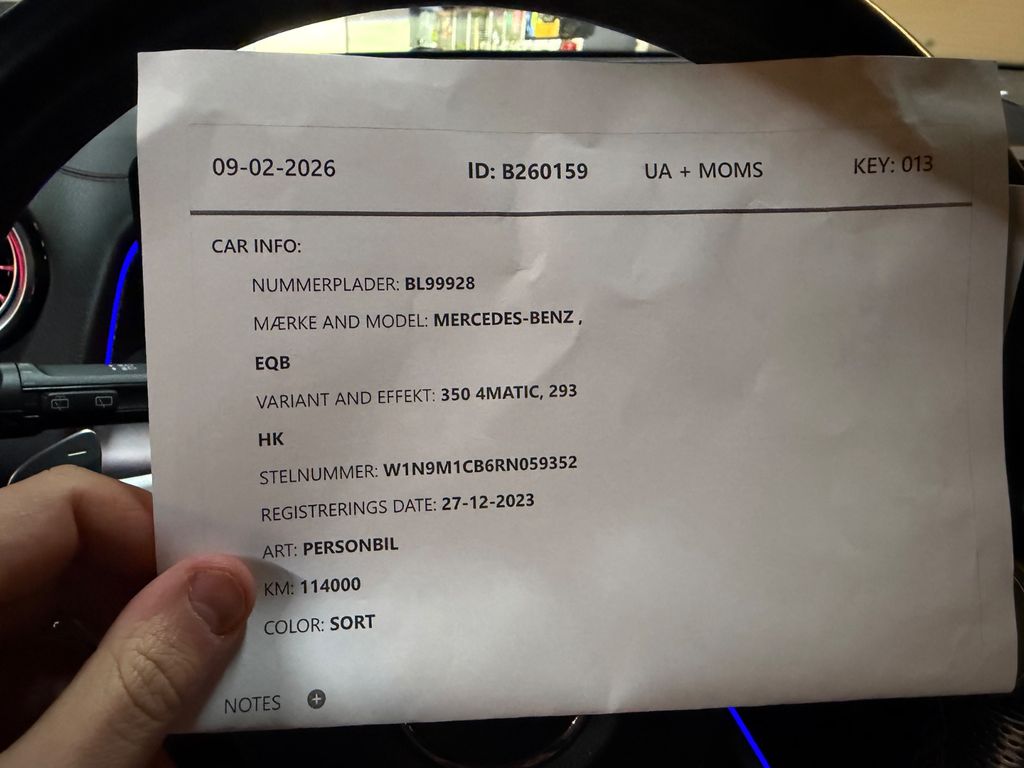 09-02-2026 ID: B260159 UA + MOMS KEY: 013
CAR INFO:
NUMMERPLADER: BL99928
MÆRKE AND MODEL: MERCEDES-BENZ ,
EQB
VARIANT AND EFFEKT: 350 4MATIC, 293
HK
STELNUMMER: W1N9M1CB6RN059352
REGISTRERINGS DATE: 27-12-2023
ART: PERSONBIL
KM: 114000
COLOR: SORT
NOTES